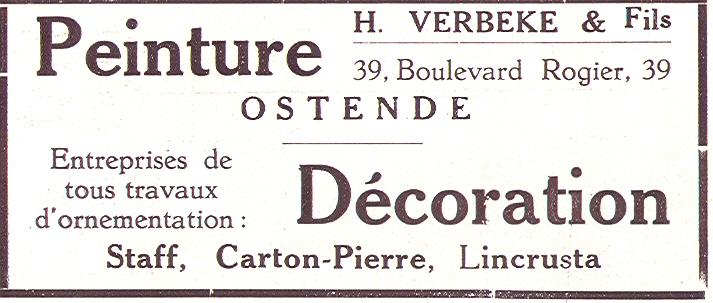 Peinture
H. VERBEKE & Fils
39, Boulevard Rogier, 39
OSTENDE
Entreprises de
tous travaux
d'ornementation :
Décoration
Staff, Carton-Pierre, Lincrusta